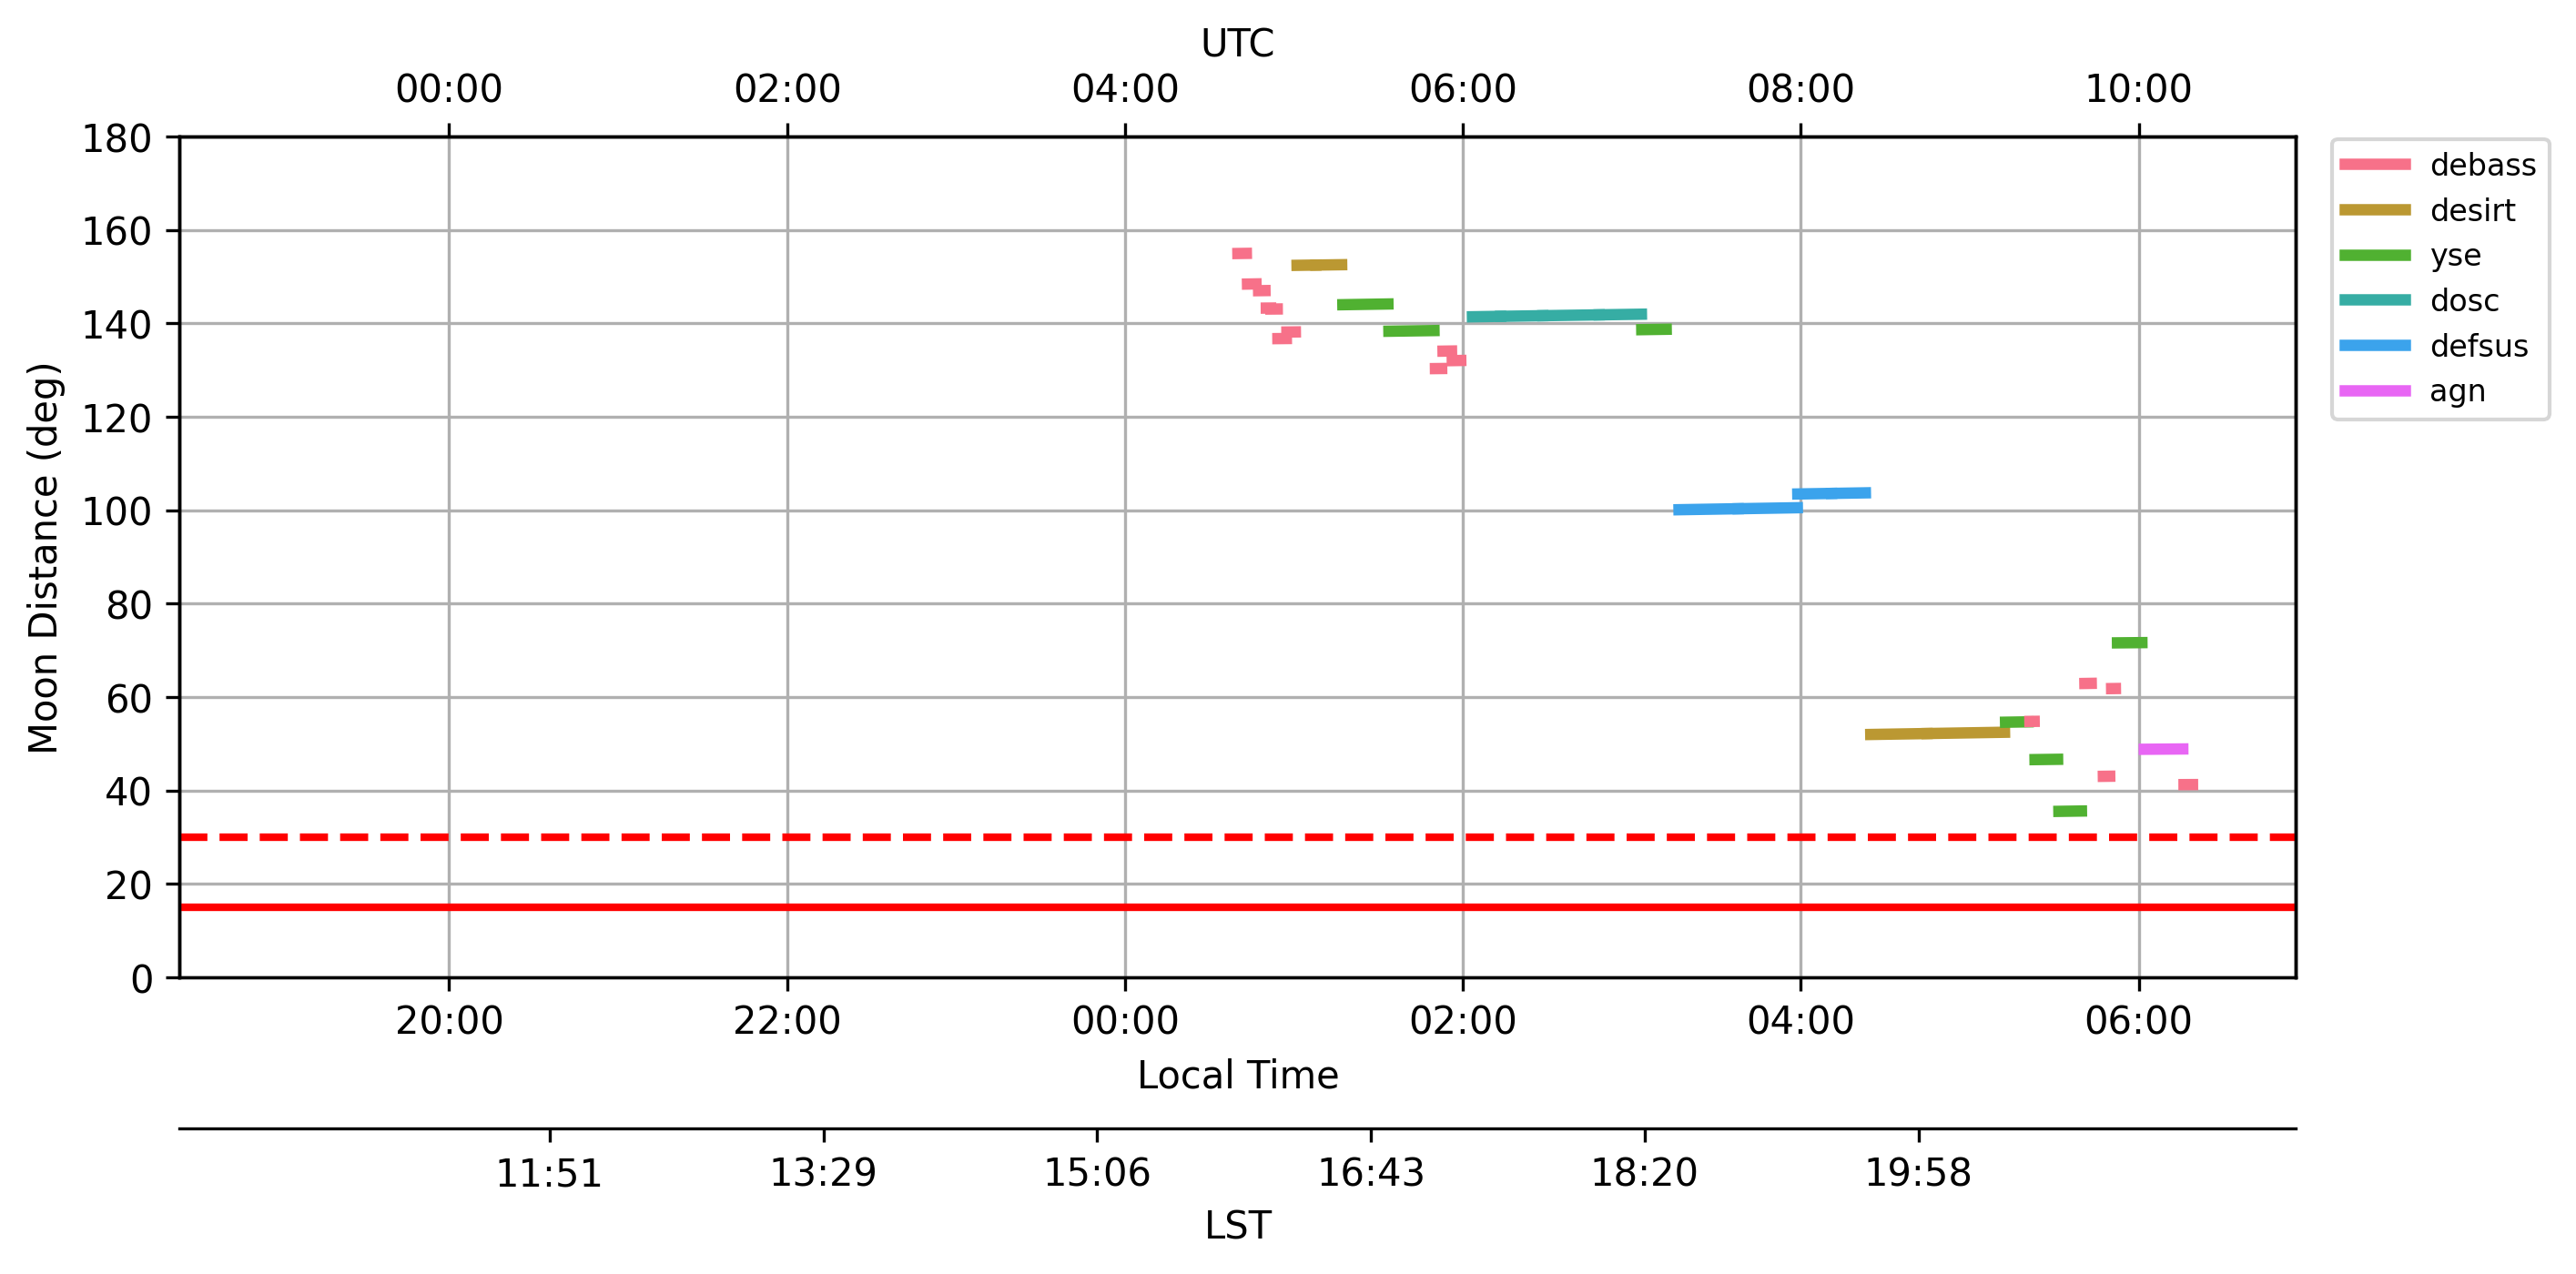 UTC
00:00 02:00 04:00 06:00 08:00 10:00
180
160
140
120
100
80
60
40
20
0
Moon Distance (deg)
debass
desirt
yse
dosc
defsus
agn
20:00 22:00 00:00 02:00 04:00 06:00
Local Time
11:51 13:29 15:06 16:43 18:20 19:58
LST